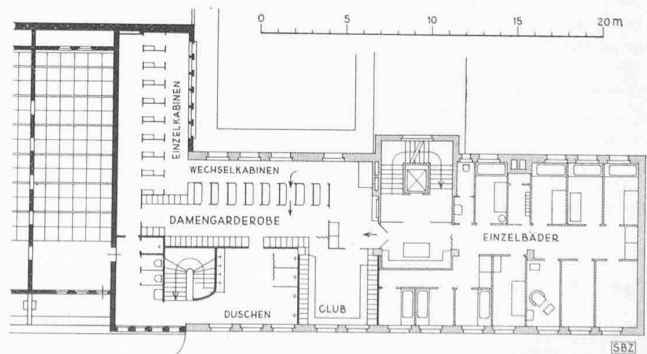 0 5 10 15 20 m
EINZELKABINEN
WECHSELKABINEN
DAMENGARDEROBE
EINZELBÄDER
DUSCHEN
CLUB
SBZ